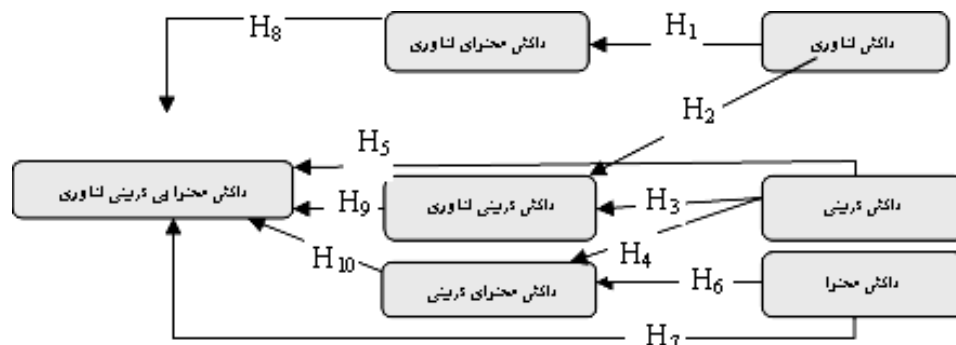 دانش فناوری
H1
دانش محتوای فناوری
H8
H2
H5
دانش تربیتی
H3
دانش تربیتی فناوری
H9
دانش محتوایی تربیتی فناوری
H4
H10
دانش محتوا
H6
دانش محتوای تربیتی
H7